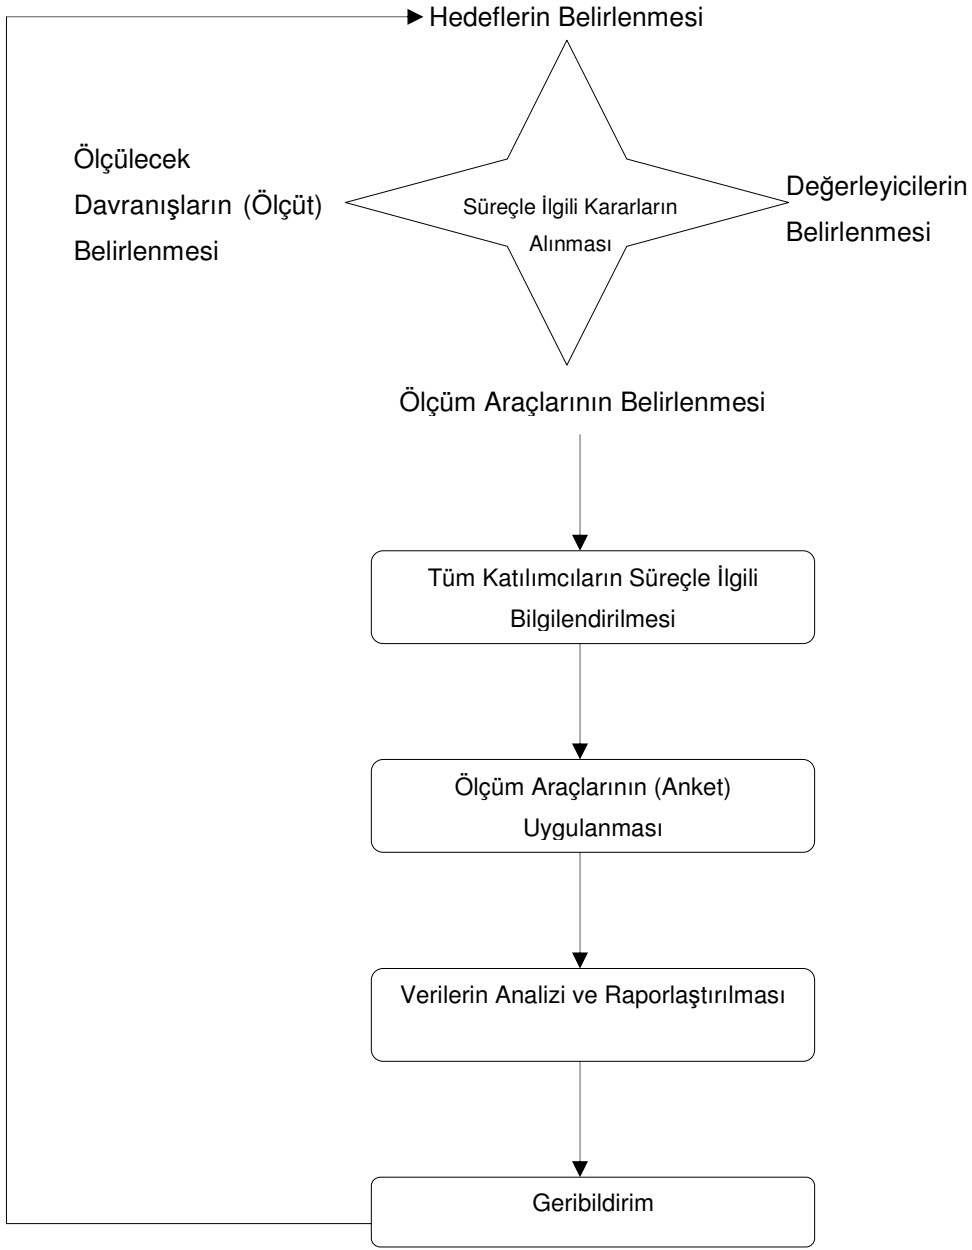 Hedeflerin Belirlenmesi
Ölçülecek
Davranışların (Ölçüt)
Belirlenmesi
Süreçle İlgili Kararların
Alınması
Değerleyicilerin
Belirlenmesi
Ölçüm Araçlarının Belirlenmesi
Tüm Katılımcıların Süreçle İlgili
Bilgilendirilmesi
Ölçüm Araçlarının (Anket)
Uygulanması
Verilerin Analizi ve Raporlaştırılması
Geribildirim